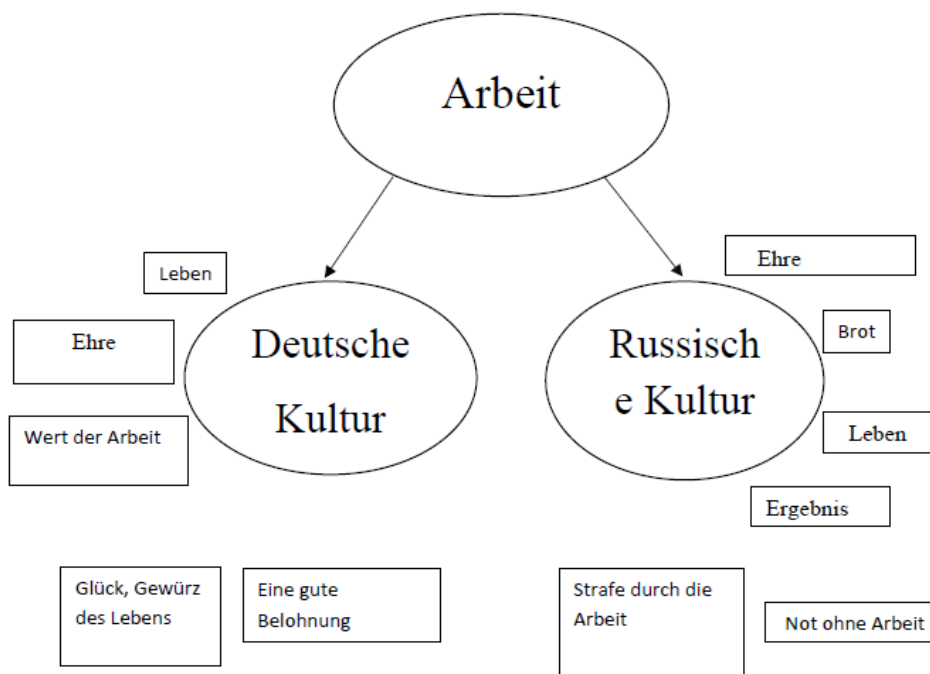 Arbeit
Leben
Ehre
Wert der Arbeit
Deutsche
Kultur
Glück, Gewürz
des Lebens
Eine gute
Belohnung
Ehre
Brot
Russisch
e Kultur
Leben
Ergebnis
Strafe durch die
Arbeit
Not ohne Arbeit